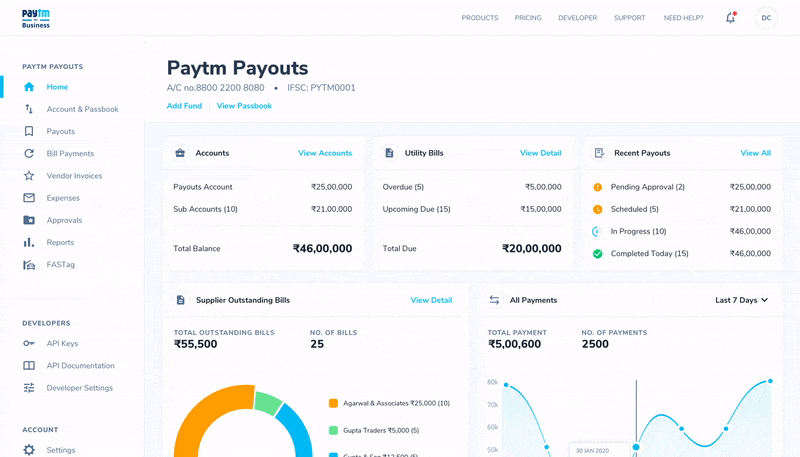 paytm
for
Business
PRODUCTS
PRICING
DEVELOPER
SUPPORT
NEED HELP?
DC
PAYTM PAYOUTS
Home
Account & Passbook
Payouts
Bill Payments
Vendor Invoices
Expenses
Approvals
Reports
FASTag
DEVELOPERS
API Keys
API Documentation
Developer Settings
ACCOUNT
Settings
Paytm Payouts
A/C no.8800 2200 8080 • IFSC: PYTM0001
Add Fund
View Passbook
Accounts
View Accounts
Payouts Account ₹25,00,000
Sub Accounts (10) ₹21,00,000
Total Balance ₹46,00,000
Utility Bills
View Detail
Overdue (5) ₹5,00,000
Upcoming Due (15) ₹15,00,000
Total Due ₹20,00,000
Recent Payouts
View All
Pending Approval (2) ₹25,00,000
Scheduled (5) ₹21,00,000
In Progress (10) ₹46,00,000
Completed Today (15) ₹46,00,000
Supplier Outstanding Bills
View Detail
TOTAL OUTSTANDING BILLS
₹55,500
NO. OF BILLS
25
Agarwal & Associates ₹25,000 (10)
Gupta Traders ₹5,000 (5)
Gupta & Son ₹12,500 (5)
All Payments
Last 7 Days
TOTAL PAYMENT
₹5,00,600
NO. OF PAYMENTS
2500
80k
70k
60k
50k
30 JAN 2020